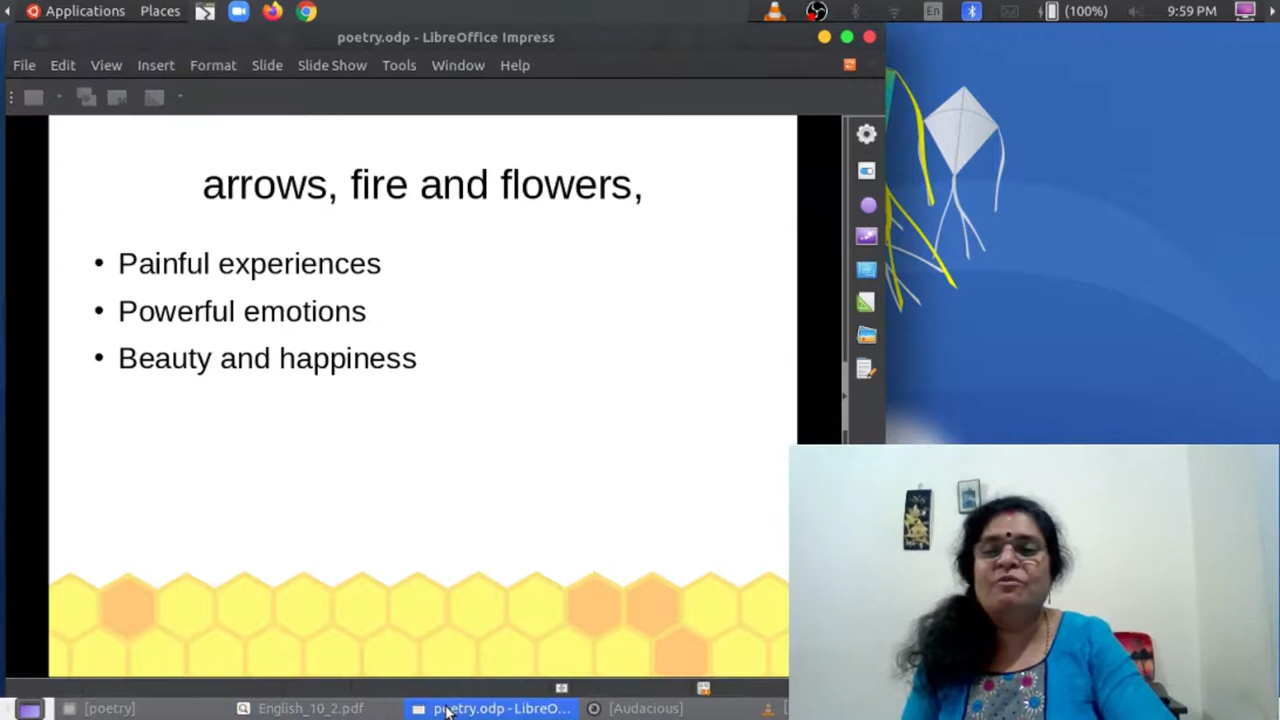 Applications Places En (100%) 9:59 PM
poetry.odp - LibreOffice Impress
File Edit View Insert Format Slide Slide Show Tools Window Help
arrows, fire and flowers,
• Painful experiences
• Powerful emotions
• Beauty and happiness
[poetry] English_10_2.pdf poetry.odp - LibreO... [Audacious] [